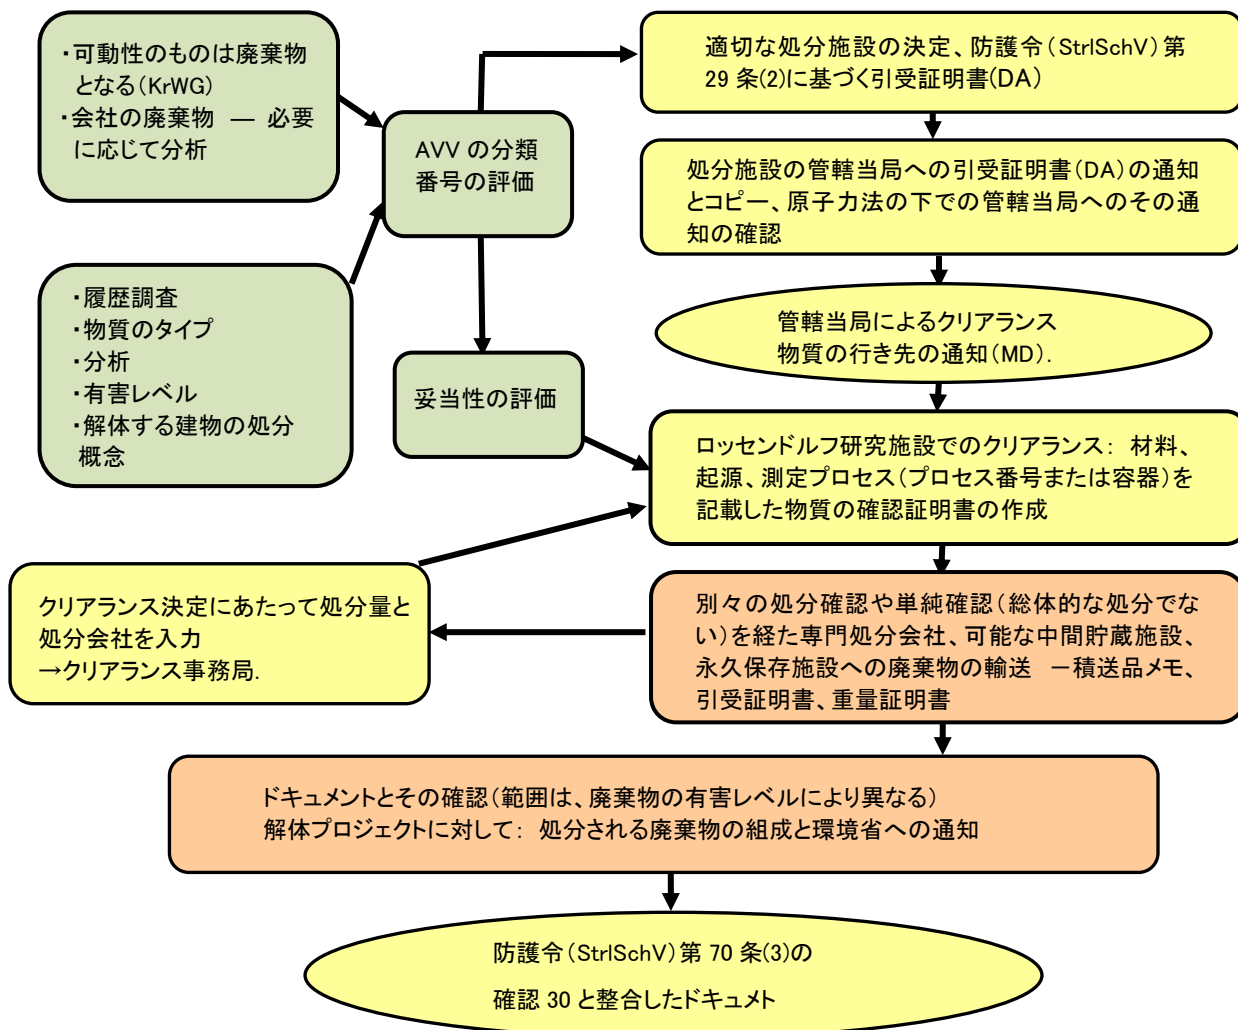 ・可動性のものは廃棄物
となる(KrWG)
・会社の廃棄物 ― 必要
に応じて分析
AVV の分類
番号の評価
適切な処分施設の決定、防護令(StrlSchV)第
29 条(2)に基づく引受証明書(DA)
処分施設の管轄当局への引受証明書(DA)の通知
とコピー、原子力法の下での管轄当局へのその通
知の確認
・履歴調査
・物質のタイプ
・分析
・有害レベル
・解体する建物の処分
概念
管轄当局によるクリアランス
物質の行き先の通知(MD).
妥当性の評価
ロッセンドルフ研究施設でのクリアランス: 材料、
起源、測定プロセス(プロセス番号または容器)を
記載した物質の確認証明書の作成
クリアランス決定にあたって処分量と
処分会社を入力
→クリアランス事務局.
別々の処分確認や単純確認(総体的な処分でな
い)を経た専門処分会社、可能な中間貯蔵施設、
永久保存施設への廃棄物の輸送 －積送品メモ、
引受証明書、重量証明書
ドキュメントとその確認(範囲は、廃棄物の有害レベルにより異なる)
解体プロジェクトに対して: 処分される廃棄物の組成と環境省への通知
防護令(StrlSchV)第 70 条(3)の
確認 30 と整合したドキュメト